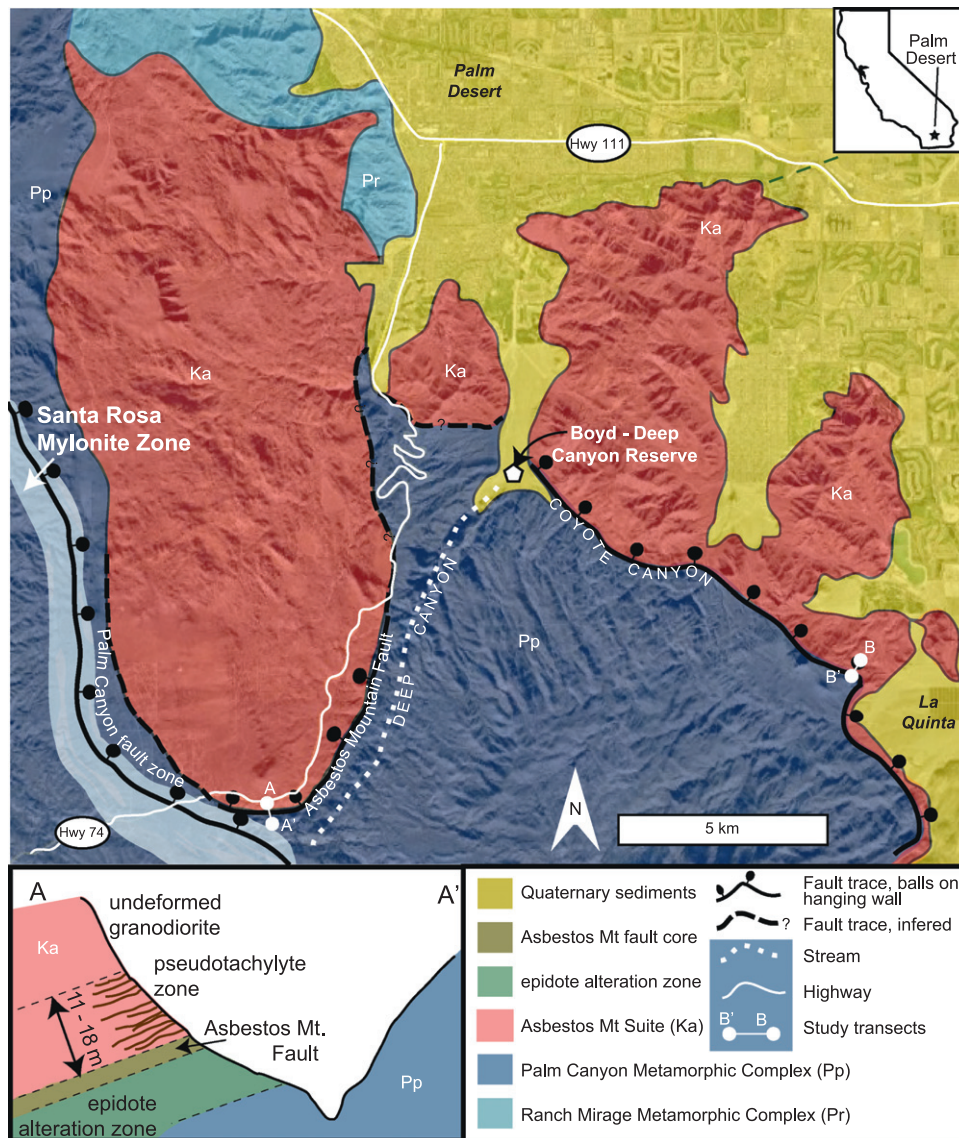 Palm
Desert
Palm
Desert
Hwy 111
Pp
Pr
Ka
Ka
Ka
Santa Rosa
Mylonite Zone
?
?
?
?
Boyd - Deep
Canyon Reserve
Ka
COYOTE CANYON
DEEP CANYON
Pp
Palm Canyon fault zone
Asbestos Mountain Fault
B
B'
La
Quinta
A
A'
Hwy 74
N
5 km
A
A'
undeformed
granodiorite
Ka
pseudotachylyte
zone
11 - 18 m
Asbestos Mt.
Fault
Pp
epidote
alteration zone
Quaternary sediments
Asbestos Mt fault core
epidote alteration zone
Asbestos Mt Suite (Ka)
Palm Canyon Metamorphic Complex (Pp)
Ranch Mirage Metamorphic Complex (Pr)
Fault trace, balls on
hanging wall
? Fault trace, infered
Stream
Highway
B' B Study transects